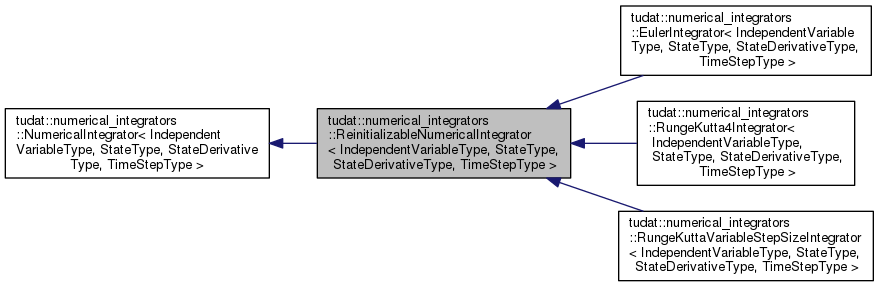 tudat::numerical_integrators
::NumericalIntegrator< Independent
VariableType, StateType, StateDerivative
Type, TimeStepType >
tudat::numerical_integrators
::ReinitializableNumericalIntegrator
< IndependentVariableType, StateType,
StateDerivativeType, TimeStepType >
tudat::numerical_integrators
::EulerIntegrator< IndependentVariable
Type, StateType, StateDerivativeType,
TimeStepType >
tudat::numerical_integrators
::RungeKutta4Integrator<
IndependentVariableType,
StateType, StateDerivativeType,
TimeStepType >
tudat::numerical_integrators
::RungeKuttaVariableStepSizeIntegrator
< IndependentVariableType, StateType,
StateDerivativeType, TimeStepType >